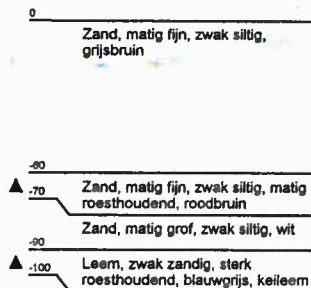 0
Zand, matig fijn, zwak siltig,
grijsbruin
-60
-70
Zand, matig fijn, zwak siltig, matig
roesthoudend, roodbruin
Zand, matig grof, zwak siltig, wit
-90
-100
Leem, zwak zandig, sterk
roesthoudend, blauwgrijs, keileem